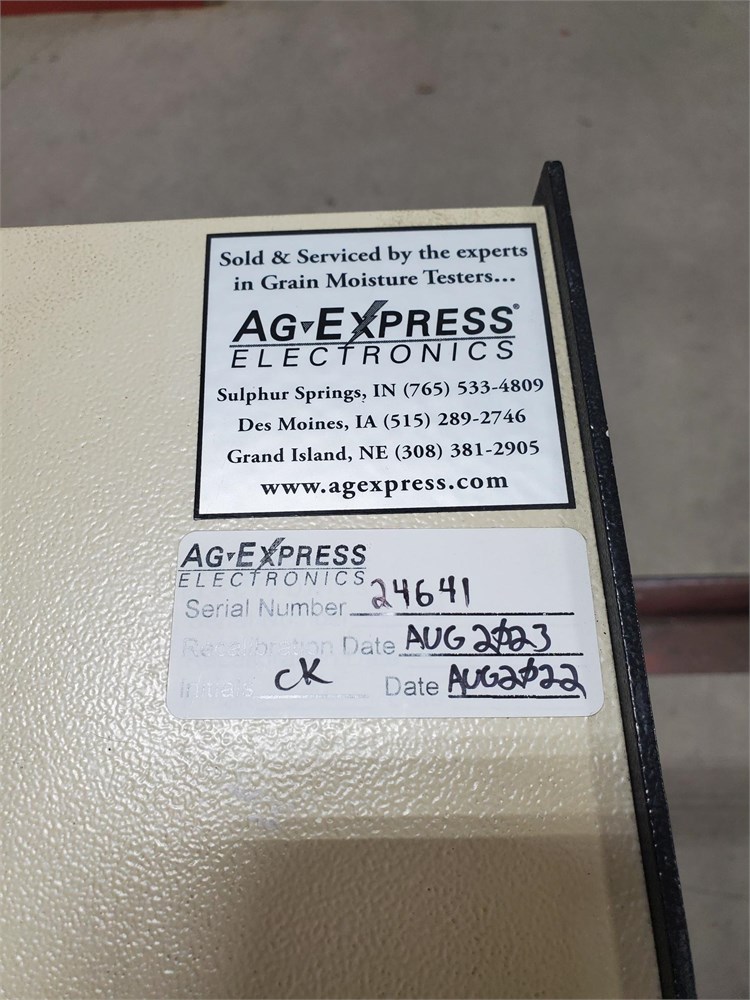 Sold & Serviced by the experts
in Grain Moisture Testers...
AG-EXPRESS®
ELECTRONICS
Sulphur Springs, IN (765) 533-4809
Des Moines, IA (515) 289-2746
Grand Island, NE (308) 381-2905
www.agexpress.com
AG-EXPRESS
ELECTRONICS
Serial Number 24641
Recalibration Date AUG 2023
Initials CK Date AUG 2022